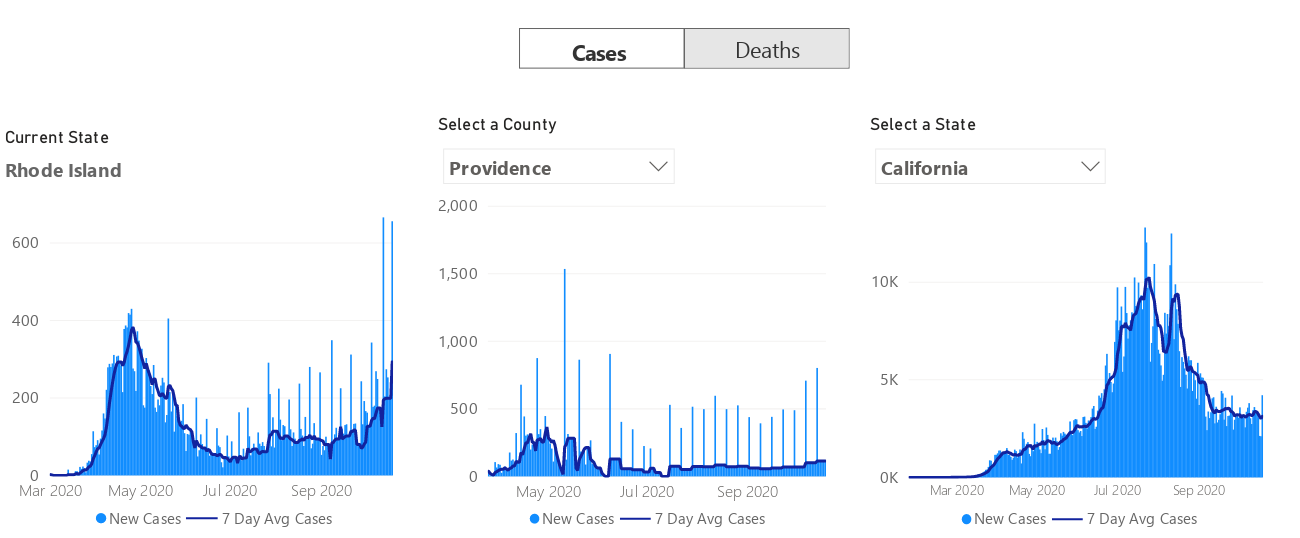 Cases Deaths
Current State
Rhode Island
600
400
200
0
Mar 2020 May 2020 Jul 2020 Sep 2020
New Cases 7 Day Avg Cases
Select a County
Providence
2,000
1,500
1,000
500
0
May 2020 Jul 2020 Sep 2020
New Cases 7 Day Avg Cases
Select a State
California
10K
5K
0K
Mar 2020 May 2020 Jul 2020 Sep 2020
New Cases 7 Day Avg Cases